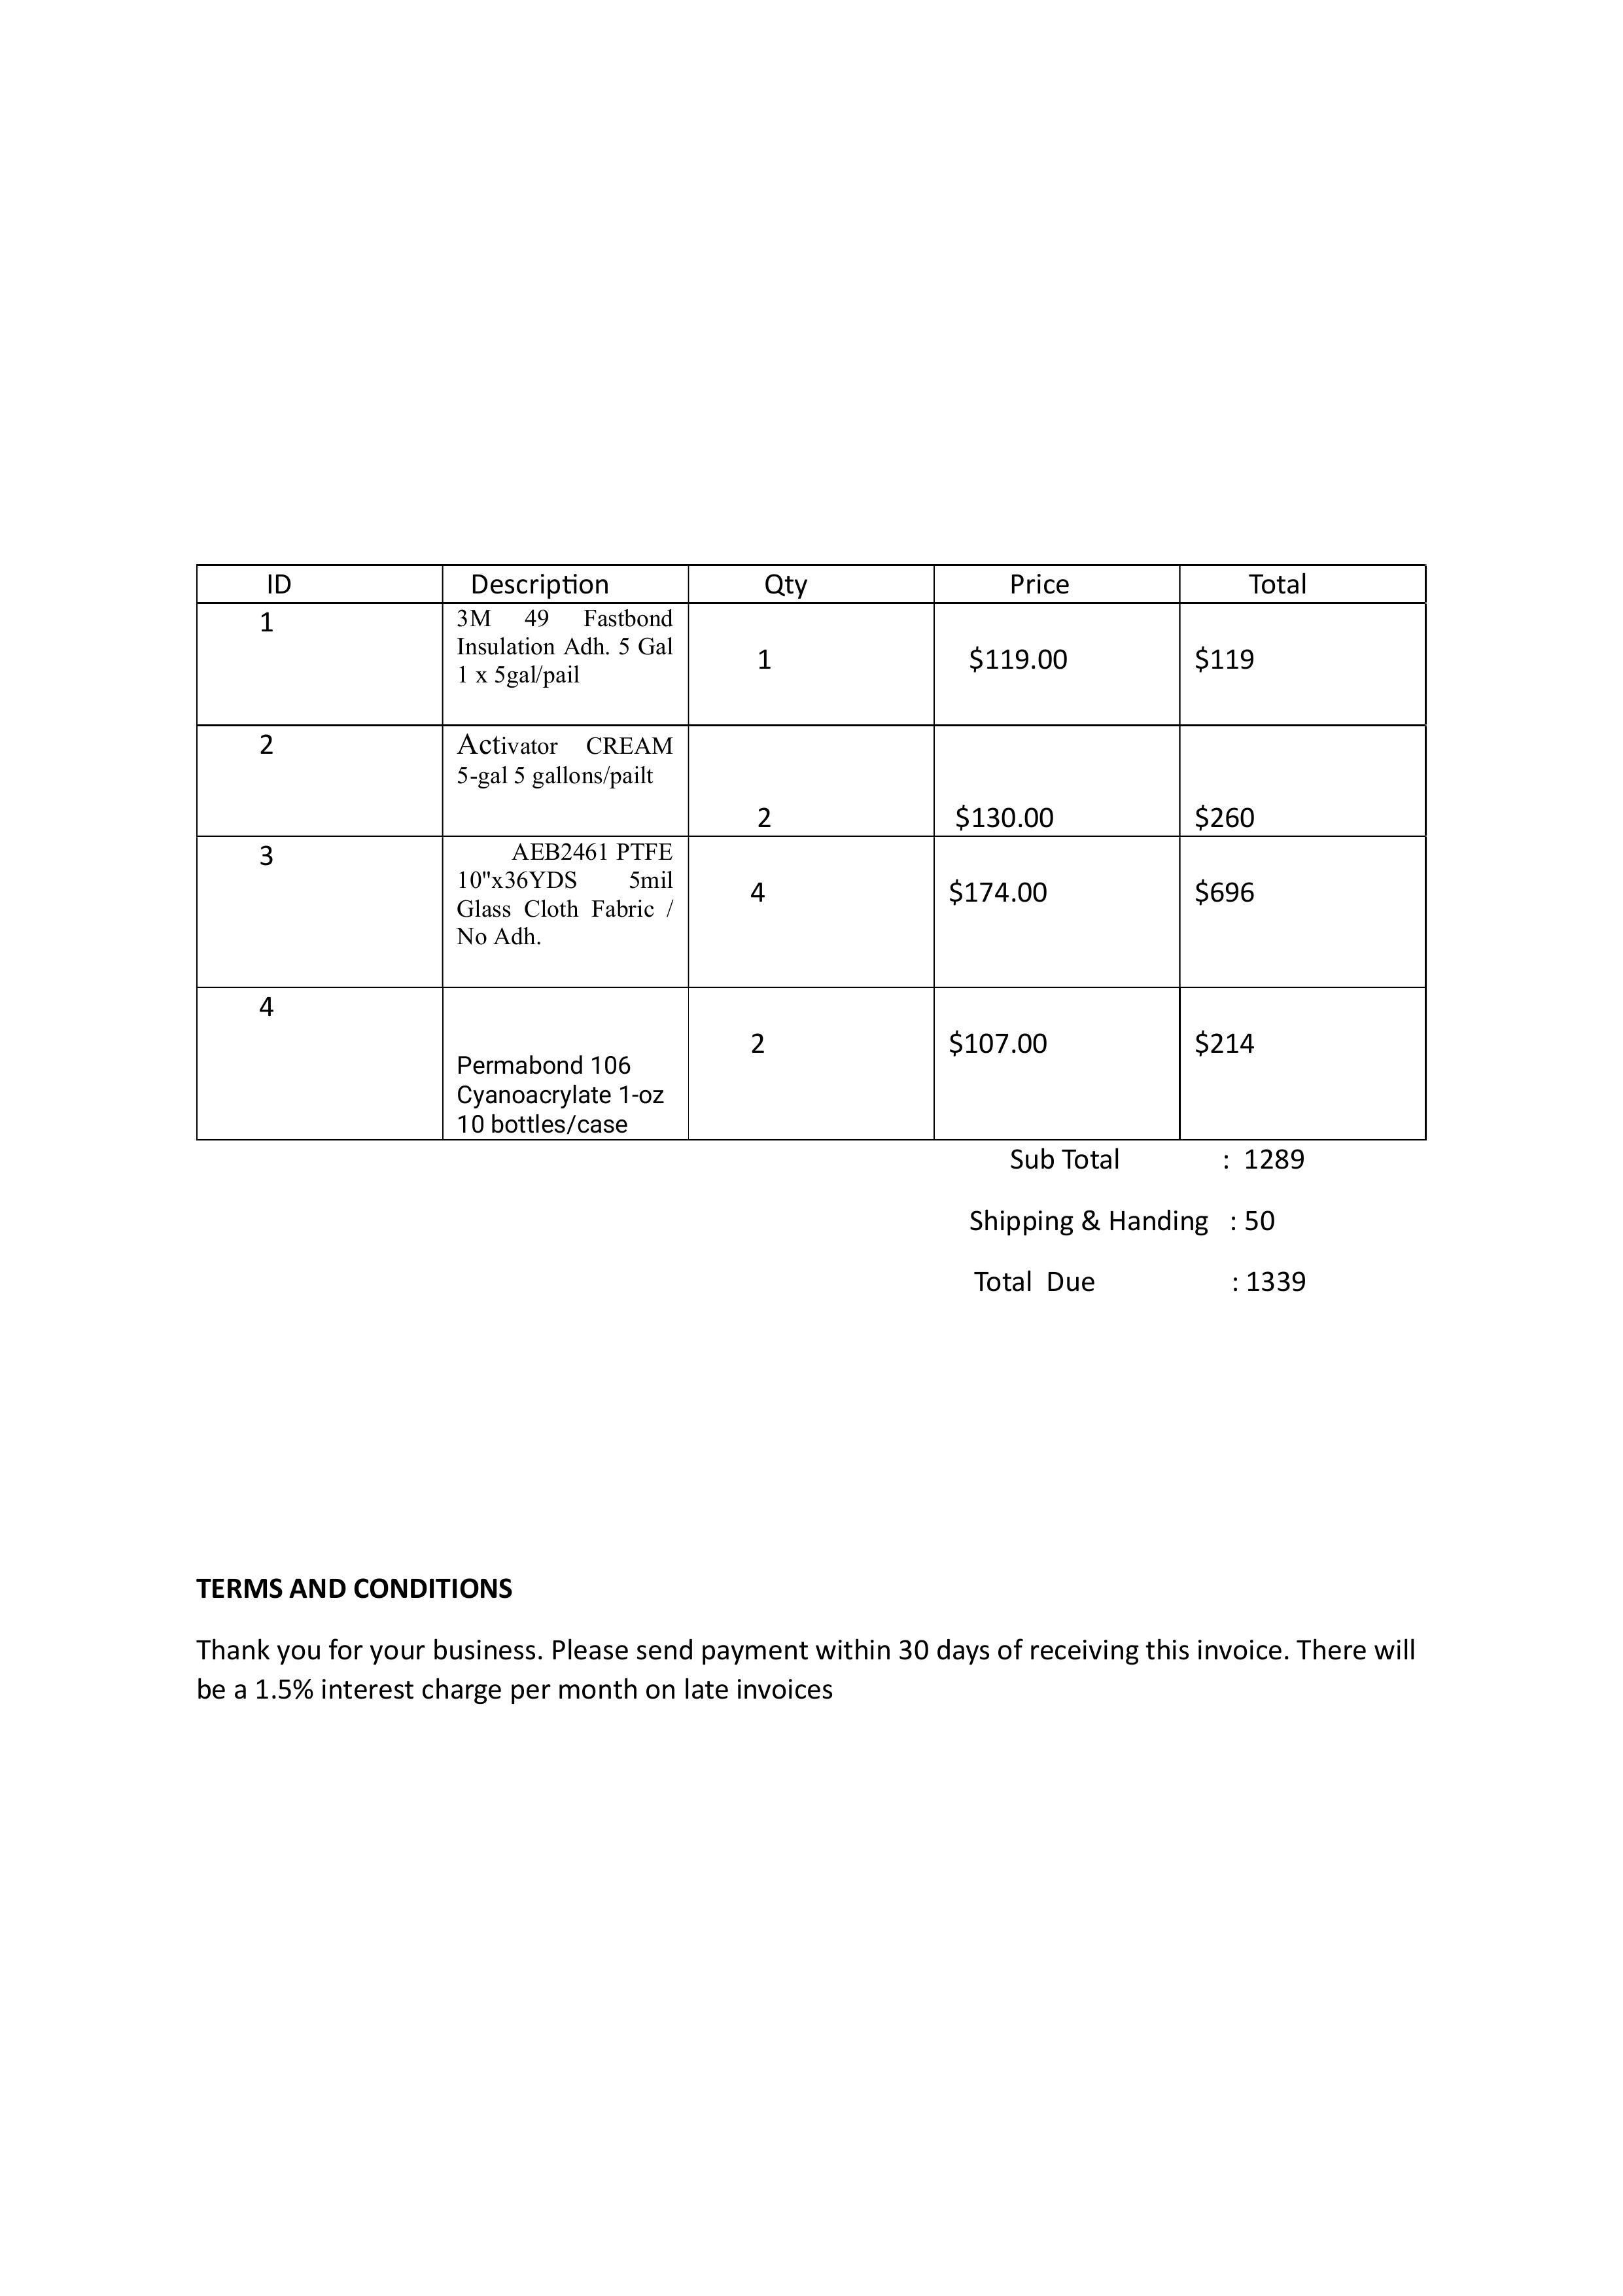 ID Description Qty Price Total
1
3M 49 Fastbond
Insulation Adh. 5 Gal
1 x 5gal/pail
1 $119.00 $119
2
Activator CREAM
5-gal 5 gallons/pailt
2 $130.00 $260
3
AEB2461 PTFE
10"x36YDS 5mil
Glass Cloth Fabric /
No Adh.
4 $174.00 $696
4
Permabond 106
Cyanoacrylate 1-oz
10 bottles/case
2 $107.00 $214
Sub Total : 1289
Shipping & Handing : 50
Total Due : 1339
TERMS AND CONDITIONS
Thank you for your business. Please send payment within 30 days of receiving this invoice. There will
be a 1.5% interest charge per month on late invoices